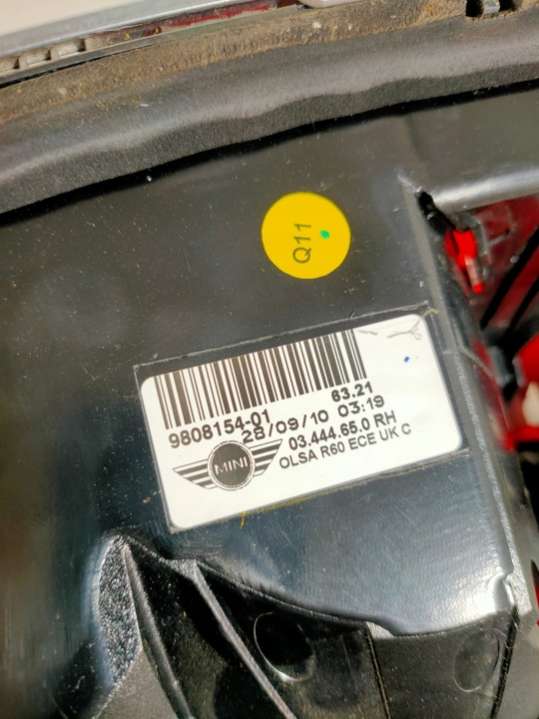 Q11
63.21
9808154-01
28/09/10 03:19
03.444.65.0 RH
MINI
OLSA R60 ECE UK C